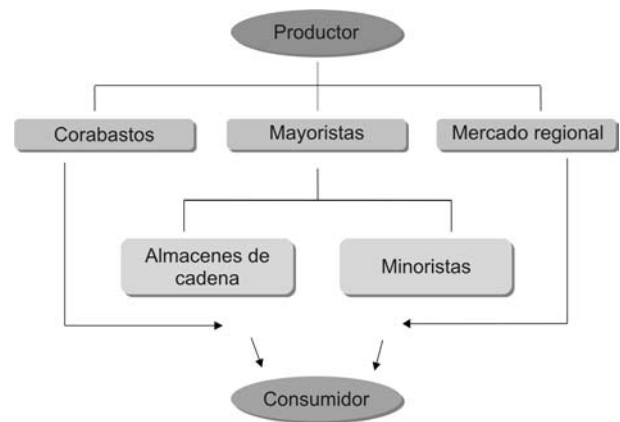 Productor
Corabastos
Mayoristas
Mercado regional
Almacenes de
cadena
Minoristas
Consumidor